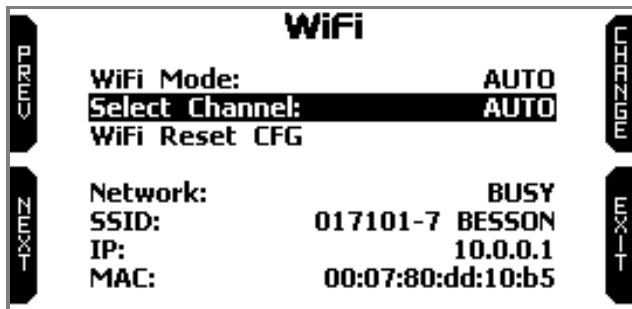 WiFi
PREV
CHANGE
WiFi Mode: AUTO
Select Channel: AUTO
WiFi Reset CFG
NEXT
EXIT
Network: BUSY
SSID: 017101-7 BESSON
IP: 10.0.0.1
MAC: 00:07:80:dd:10:b5